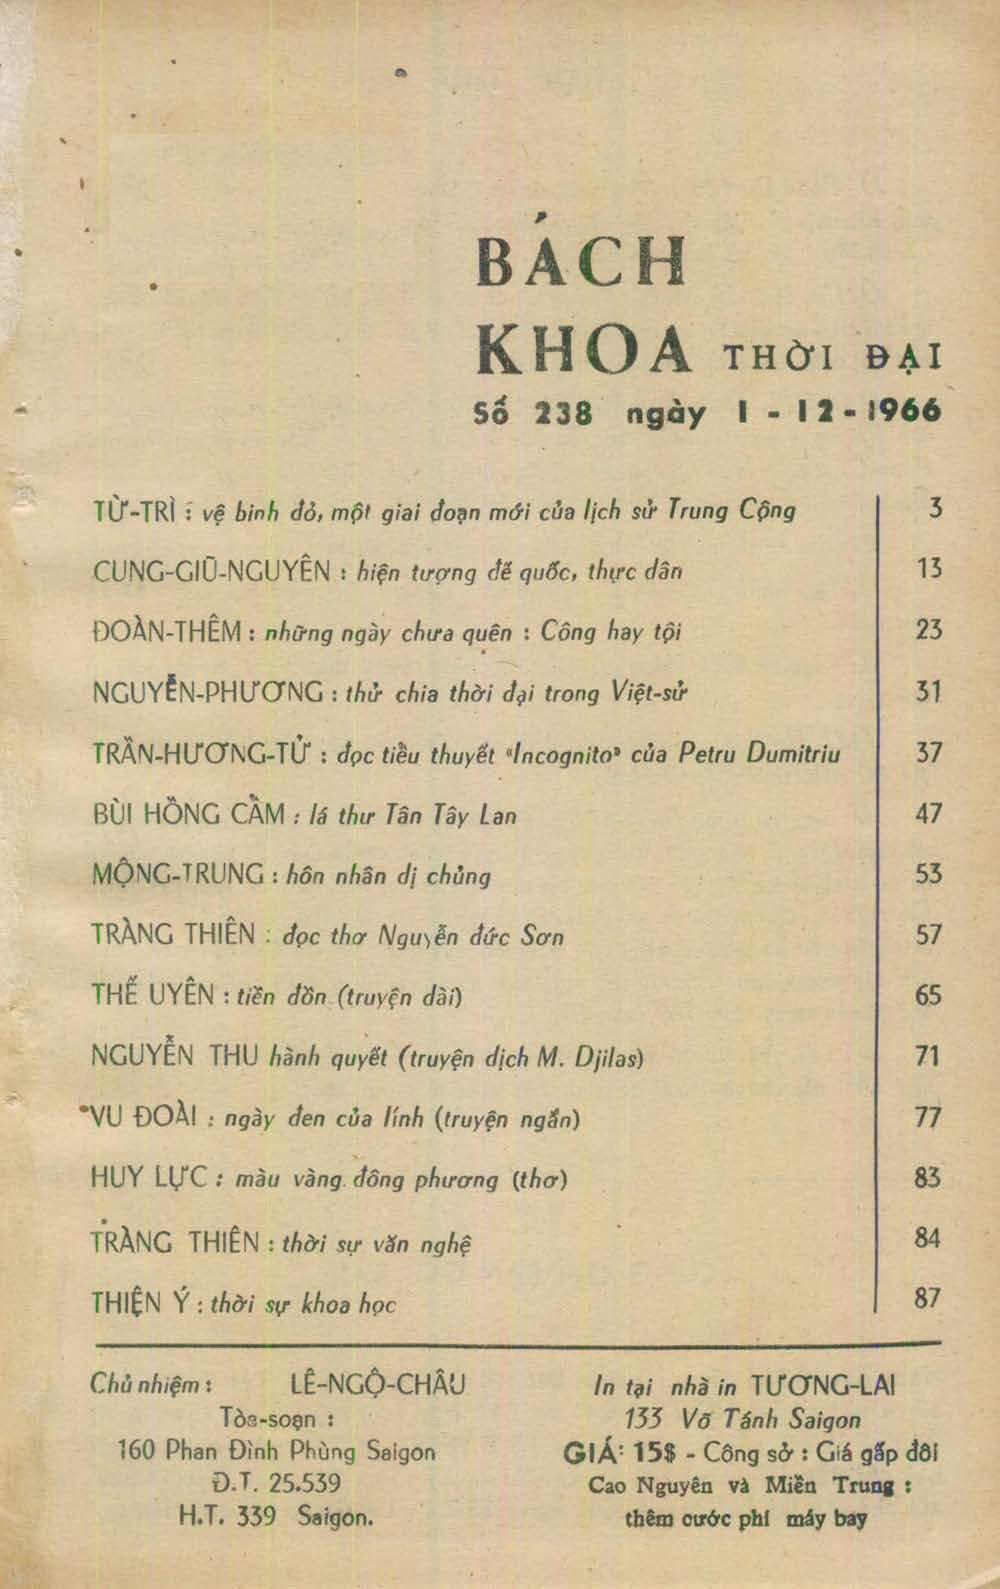 BÁCH
KHOA THỜI ĐẠI
Số 238 ngày 1 - 12 - 1966
TỪ-TRÌ : vệ binh đỏ, một giai đoạn mới của lịch sử Trung Cộng 3
CUNG-GIŨ-NGUYÊN : hiện tượng đế quốc, thực dân 13
ĐOÀN-THÊM : những ngày chưa quên : Công hay tội 23
NGUYỄN-PHƯƠNG : thử chia thời đại trong Việt-sử 31
TRẦN-HƯƠNG-TỬ : đọc tiểu thuyết «Incognito» của Petru Dumitriu 37
BÙI HỒNG CẦM : lá thư Tân Tây Lan 47
MỘNG-TRUNG : hôn nhân dị chủng 53
TRÀNG THIÊN : đọc thơ Nguyễn đức Sơn 57
THẾ UYÊN : tiền đồn (truyện dài) 65
NGUYỄN THU hành quyết (truyện dịch M. Djilas) 71
VU ĐOÀI : ngày đen của lính (truyện ngắn) 77
HUY LỰC : màu vàng đông phương (thơ) 83
TRÀNG THIÊN : thời sự văn nghệ 84
THIỆN Ý : thời sự khoa học 87
Chủ nhiệm : LÊ-NGỘ-CHÂU
Tòa-soạn :
160 Phan Đình Phùng Saigon
Đ.T. 25.539
H.T. 339 Saigon.
In tại nhà in TƯƠNG-LAI
133 Võ Tánh Saigon
GIÁ: 15$ - Công sở : Giá gấp đôi
Cao Nguyên và Miền Trung :
thêm cước phí máy bay